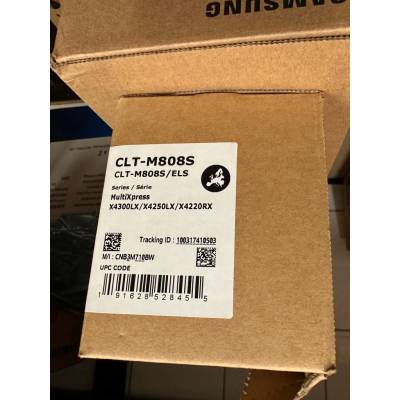 SAMSUNG
CLT-M808S
CLT-M808S/ELS
Series / Série
MultiXpress
X4300LX/X4250LX/X4220RX
Tracking ID : 100317410503
M/I : CNB3M710BW
UPC CODE
1 91628 52845 5